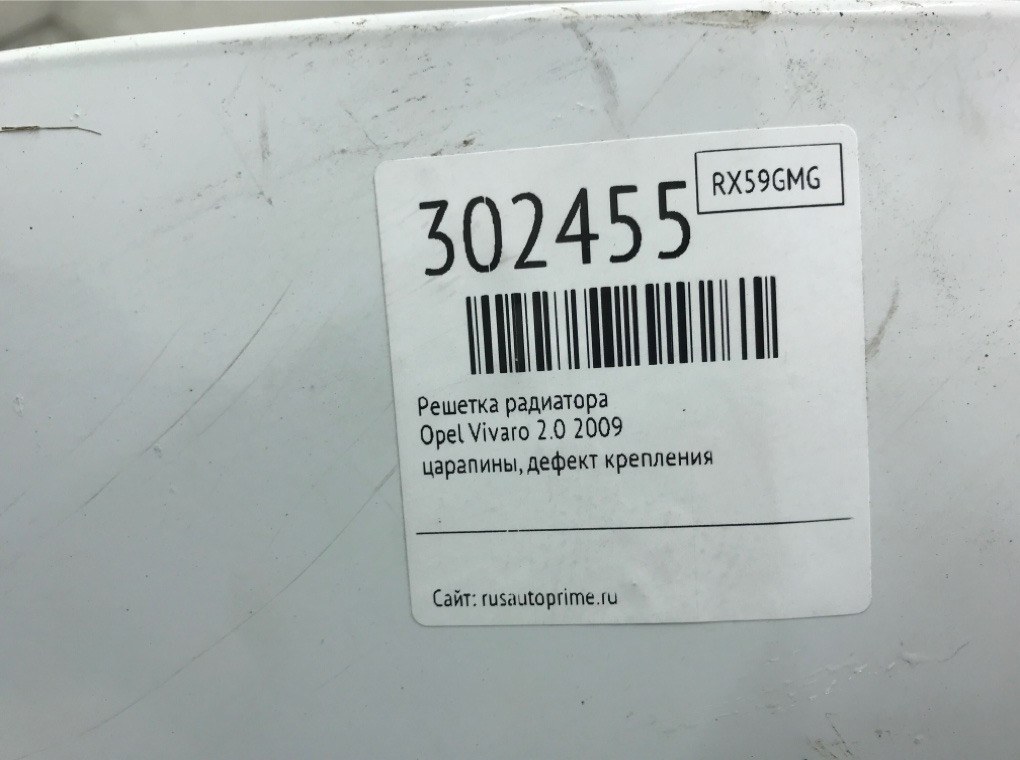 302455
RX59GMG
Решетка радиатора
Opel Vivaro 2.0 2009
царапины, дефект крепления
Сайт: rusautoprime.ru